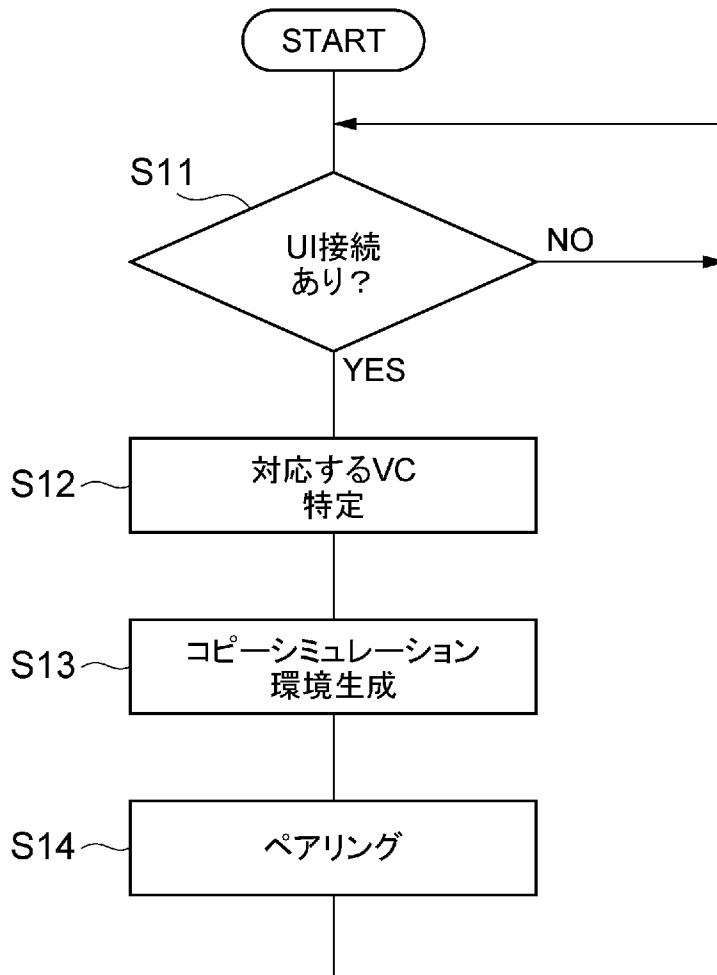 START
S11
UI接続
あり？
NO
YES
S12
対応するVC
特定
S13
コピーシミュレーション
環境生成
S14
ペアリング